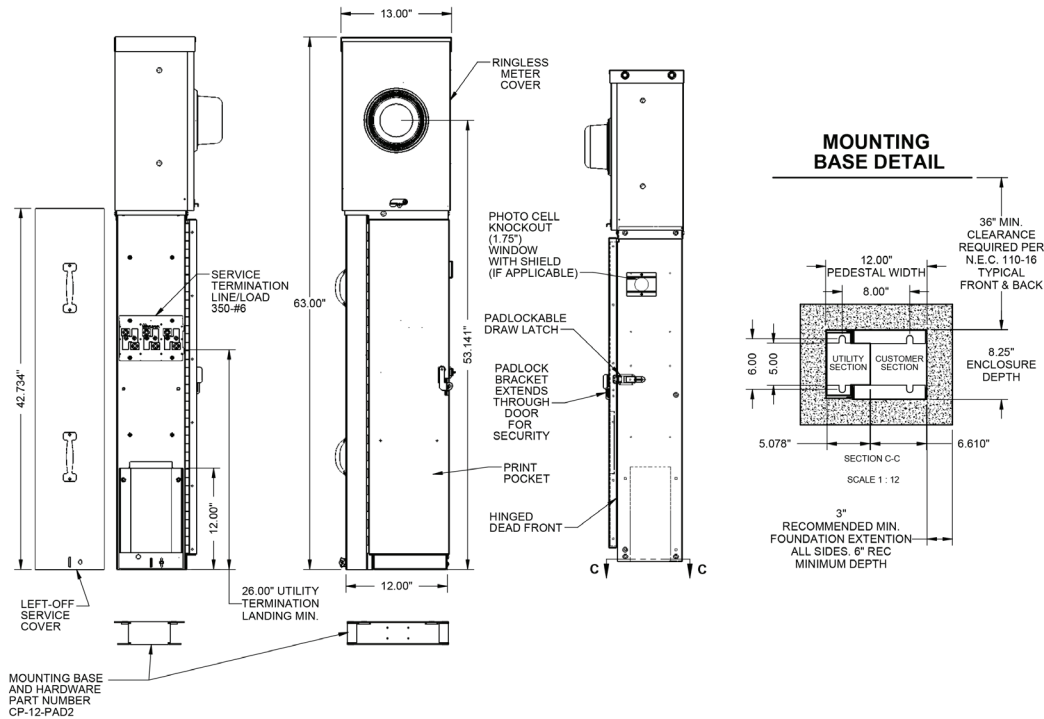 13.00"
RINGLESS
METER
COVER
42.734"
SERVICE
TERMINATION
LINE/LOAD
350-#6
12.00"
LEFT-OFF
SERVICE
COVER
26.00" UTILITY
TERMINATION
LANDING MIN.
MOUNTING BASE
AND HARDWARE
PART NUMBER
CP-12-PAD2
63.00"
53.141"
12.00"
PHOTO CELL
KNOCKOUT
(1.75")
WINDOW
WITH SHIELD
(IF APPLICABLE)
PADLOCKABLE
DRAW LATCH
PADLOCK
BRACKET
EXTENDS
THROUGH
DOOR
FOR
SECURITY
PRINT
POCKET
HINGED
DEAD FRONT
C
C
MOUNTING
BASE DETAIL
36" MIN.
CLEARANCE
REQUIRED PER
N.E.C. 110-16
TYPICAL
FRONT & BACK
12.00"
PEDESTAL WIDTH
8.00"
6.00
5.00
UTILITY
SECTION
CUSTOMER
SECTION
8.25"
ENCLOSURE
DEPTH
5.078"
6.610"
SECTION C-C
SCALE 1 : 12
3"
RECOMMENDED MIN.
FOUNDATION EXTENTION
ALL SIDES. 6" REC
MINIMUM DEPTH